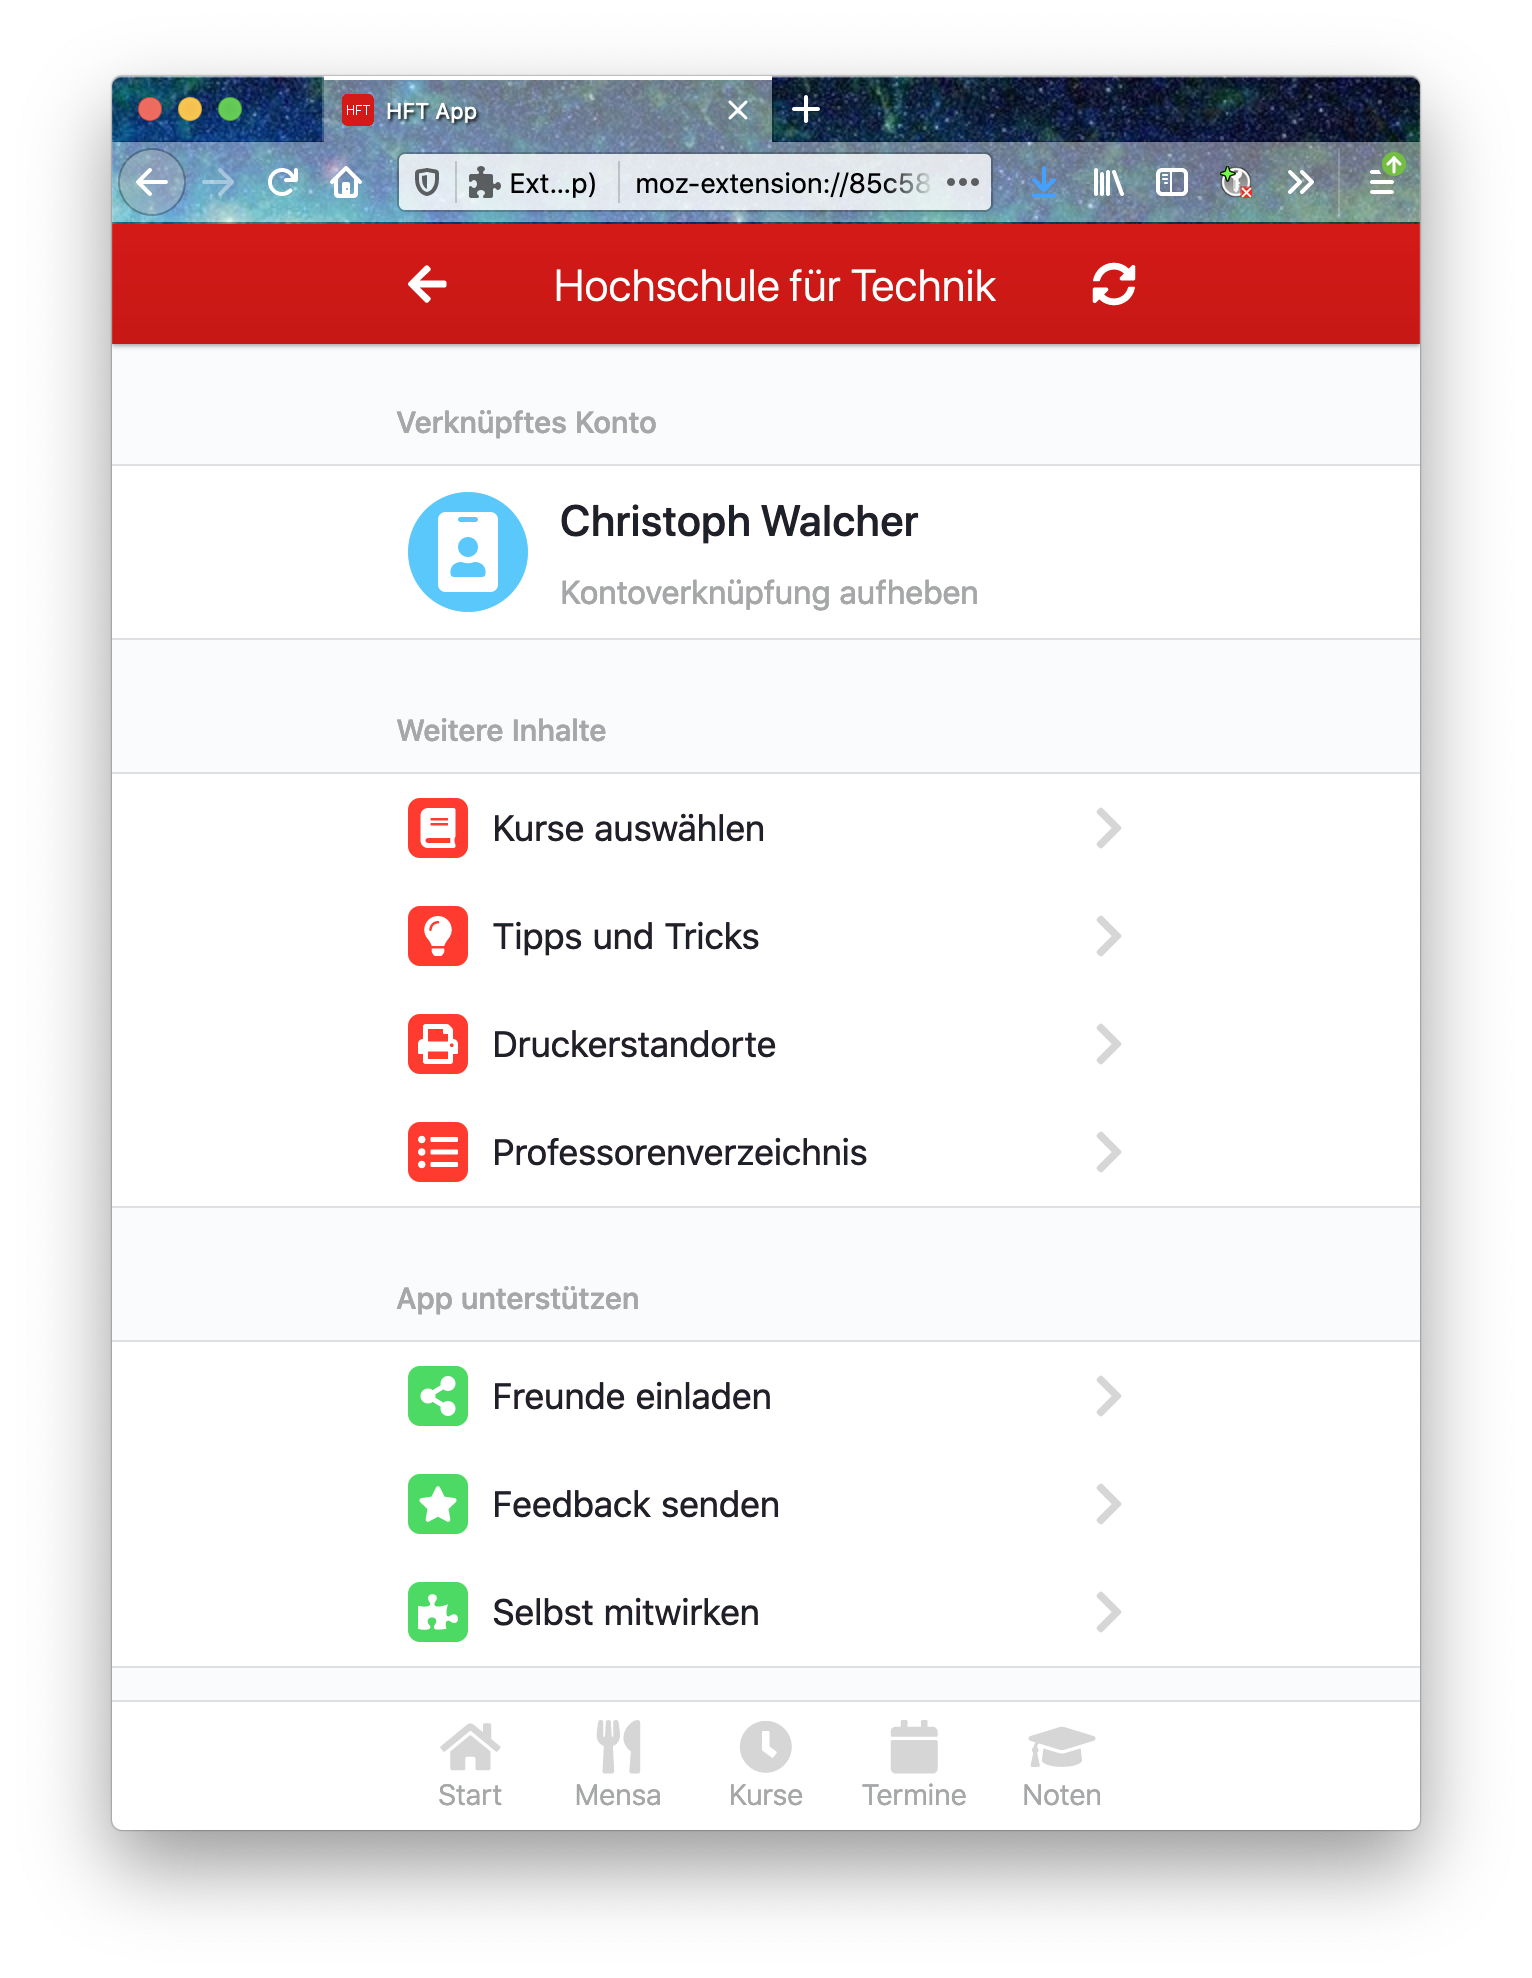 HFT HFT App
Ext...p) moz-extension://85c58
Hochschule für Technik
Verknüpftes Konto
Christoph Walcher
Kontoverknüpfung aufheben
Weitere Inhalte
Kurse auswählen
Tipps und Tricks
Druckerstandorte
Professorenverzeichnis
App unterstützen
Freunde einladen
Feedback senden
Selbst mitwirken
Start Mensa Kurse Termine Noten